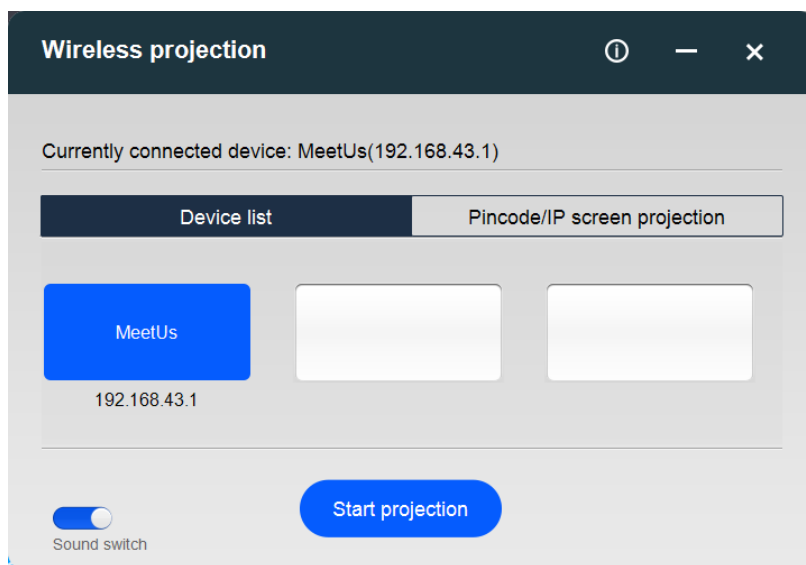 Wireless projection
Currently connected device: MeetUs(192.168.43.1)
Device list
Pincode/IP screen projection
MeetUs
192.168.43.1
Start projection
Sound switch